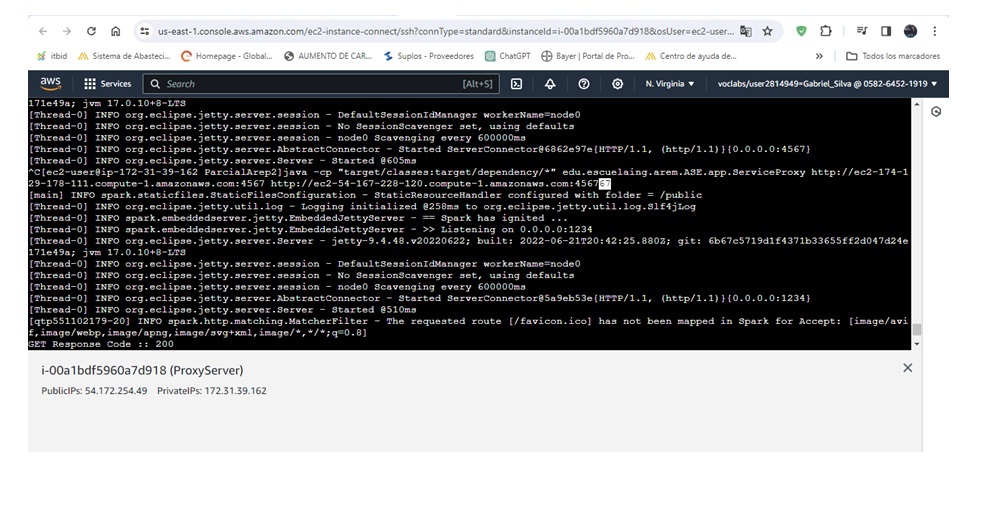 us-east-1.console.aws.amazon.com/ec2-instance-connect/ssh?connType=standard&instanceId=i-00a1bdf5960a7d918&osUser=ec2-user...
itbid Sistema de Abasteci... Homepage - Global... AUMENTO DE CAR... Suplos - Proveedores ChatGPT Bayer | Portal de Pro... Centro de ayuda de... » Todos los marcadores
aws Services Search [Alt+S] N. Virginia ▼ voclabs/user2814949=Gabriel_Silva @ 0582-6452-1919 ▼
171e49a; jvm 17.0.10+8-LTS
[Thread-0] INFO org.eclipse.jetty.server.session - DefaultSessionIdManager workerName=node0
[Thread-0] INFO org.eclipse.jetty.server.session - No SessionScavenger set, using defaults
[Thread-0] INFO org.eclipse.jetty.server.session - node0 Scavenging every 600000ms
[Thread-0] INFO org.eclipse.jetty.server.AbstractConnector - Started ServerConnector@6862e97e{HTTP/1.1, (http/1.1)}{0.0.0.0:4567}
[Thread-0] INFO org.eclipse.jetty.server.Server - Started @605ms
^C[ec2-user@ip-172-31-39-162 ParcialArep2]java -cp "target/classes:target/dependency/*" edu.escuelaing.arem.ASE.app.ServiceProxy http://ec2-174-1
29-178-111.compute-1.amazonaws.com:4567 http://ec2-54-167-228-120.compute-1.amazonaws.com:456767
[main] INFO spark.staticfiles.StaticFilesConfiguration - StaticResourceHandler configured with folder = /public
[Thread-0] INFO org.eclipse.jetty.util.log - Logging initialized @258ms to org.eclipse.jetty.util.log.Slf4jLog
[Thread-0] INFO spark.embeddedserver.jetty.EmbeddedJettyServer - == Spark has ignited ...
[Thread-0] INFO spark.embeddedserver.jetty.EmbeddedJettyServer - >> Listening on 0.0.0.0:1234
[Thread-0] INFO org.eclipse.jetty.server.Server - jetty-9.4.48.v20220622; built: 2022-06-21T20:42:25.880Z; git: 6b67c5719d1f4371b33655ff2d047d24e
171e49a; jvm 17.0.10+8-LTS
[Thread-0] INFO org.eclipse.jetty.server.session - DefaultSessionIdManager workerName=node0
[Thread-0] INFO org.eclipse.jetty.server.session - No SessionScavenger set, using defaults
[Thread-0] INFO org.eclipse.jetty.server.session - node0 Scavenging every 600000ms
[Thread-0] INFO org.eclipse.jetty.server.AbstractConnector - Started ServerConnector@5a9eb53e{HTTP/1.1, (http/1.1)}{0.0.0.0:1234}
[Thread-0] INFO org.eclipse.jetty.server.Server - Started @510ms
[qtp551102179-20] INFO spark.http.matching.MatcherFilter - The requested route [/favicon.ico] has not been mapped in Spark for Accept: [image/avi
f,image/webp,image/apng,image/svg+xml,image/*,*/*;q=0.8]
GET Response Code :: 200
i-00a1bdf5960a7d918 (ProxyServer)
PublicIPs: 54.172.254.49 PrivateIPs: 172.31.39.162